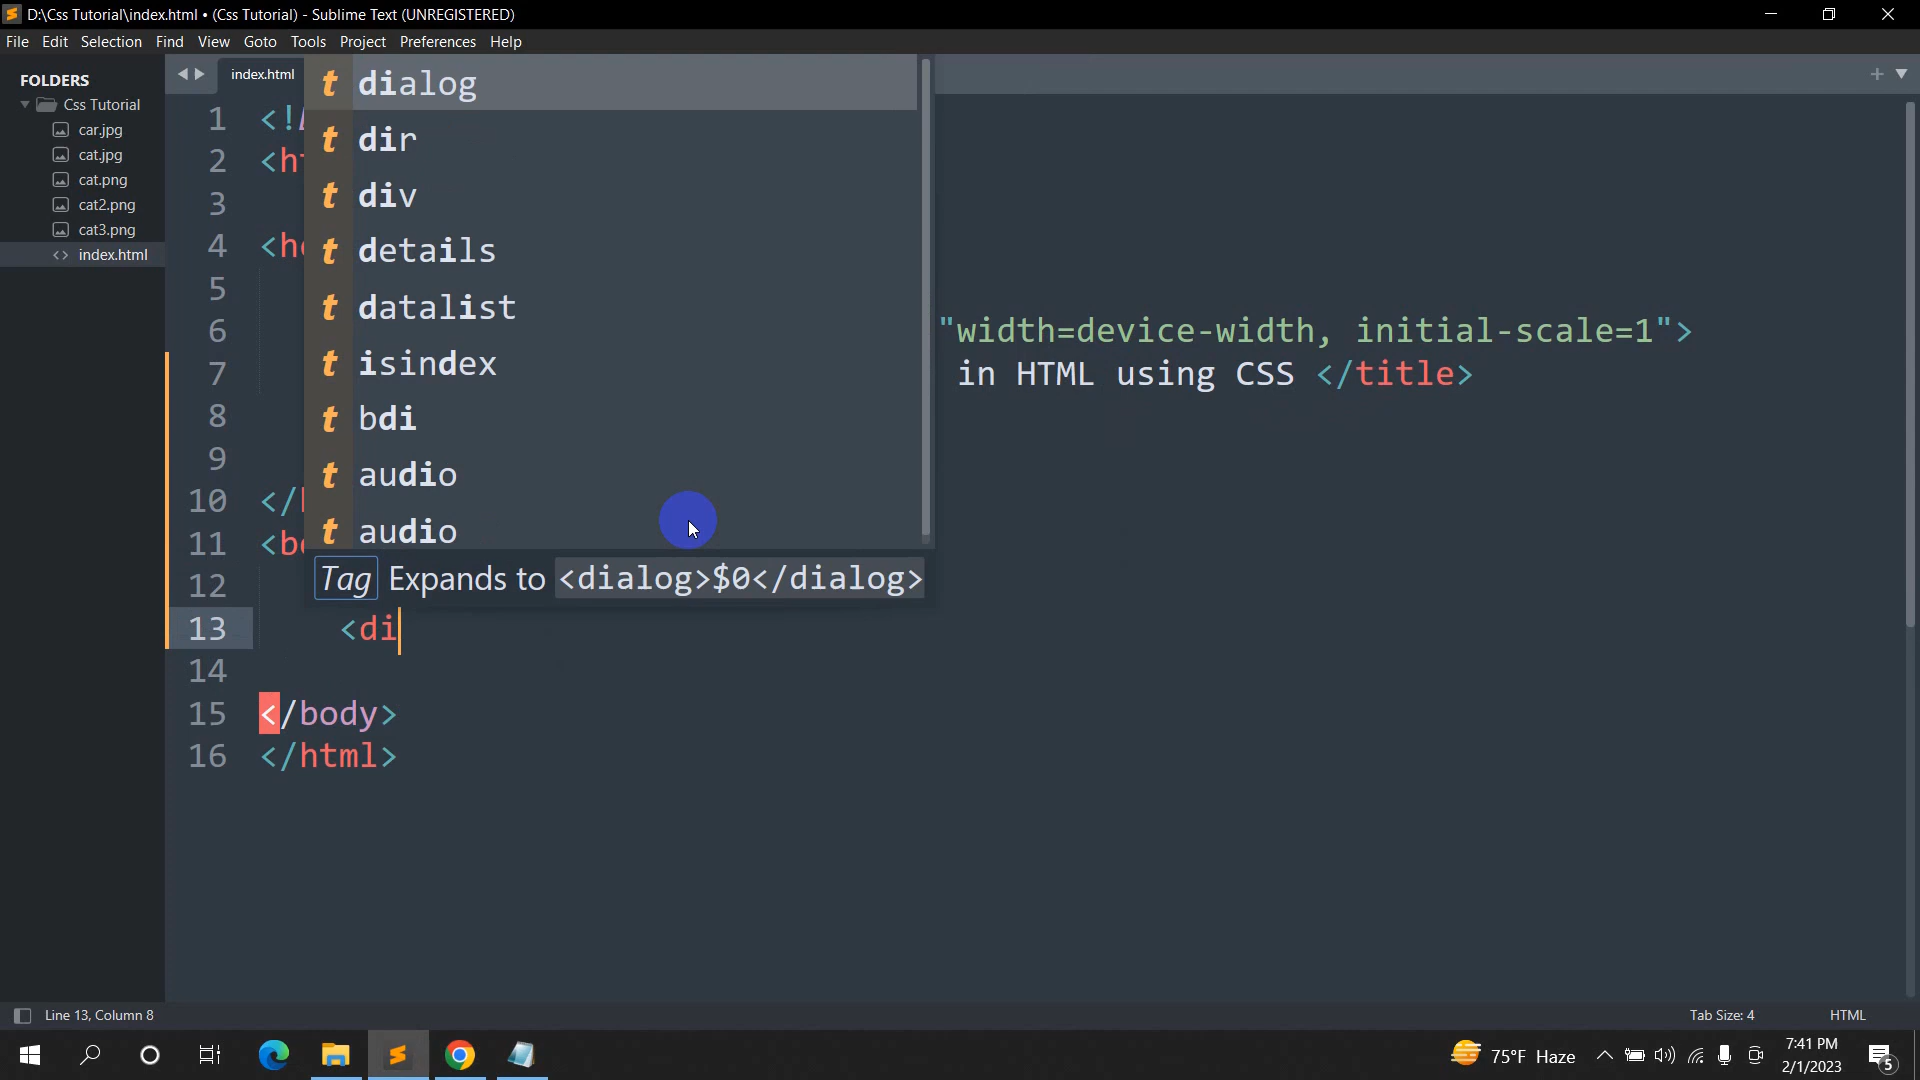 D:\Css Tutorial\index.html • (Css Tutorial) - Sublime Text (UNREGISTERED)
File Edit Selection Find View Goto Tools Project Preferences Help
FOLDERS
Css Tutorial
car.jpg
cat.jpg
cat.png
cat2.png
cat3.png
index.html
index.html
dialog
dir
div
details
datalist
isindex
bdi
audio
audio
Tag Expands to <dialog>$0</dialog>
1 <!
2 <h
3
4 <h
5
6 "width=device-width, initial-scale=1">
7 in HTML using CSS </title>
8
9
10 </
11 <b
12
13 <di
14
15 </body>
16 </html>
Line 13, Column 8
Tab Size: 4
HTML
75°F Haze
7:41 PM
2/1/2023
5